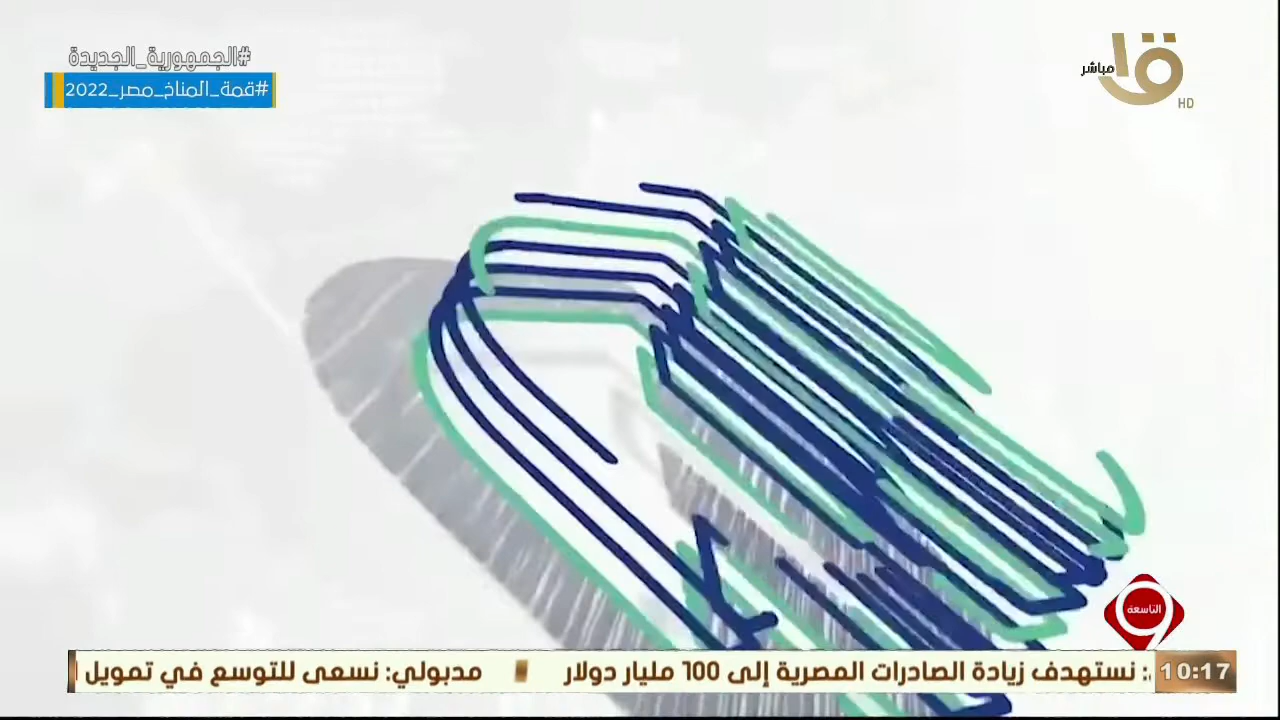 #الجمهورية_الجديدة
#قمة_المناخ_مصر_2022
مباشر
HD
التاسعة
: نستهدف زيادة الصادرات المصرية إلى 100 مليار دولار
مدبولي: نسعى للتوسع في تمويل ا
10:17